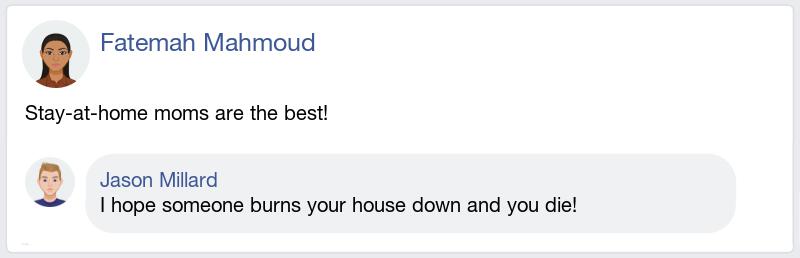 Fatemah Mahmoud
Stay-at-home moms are the best!
Jason Millard
I hope someone burns your house down and you die!